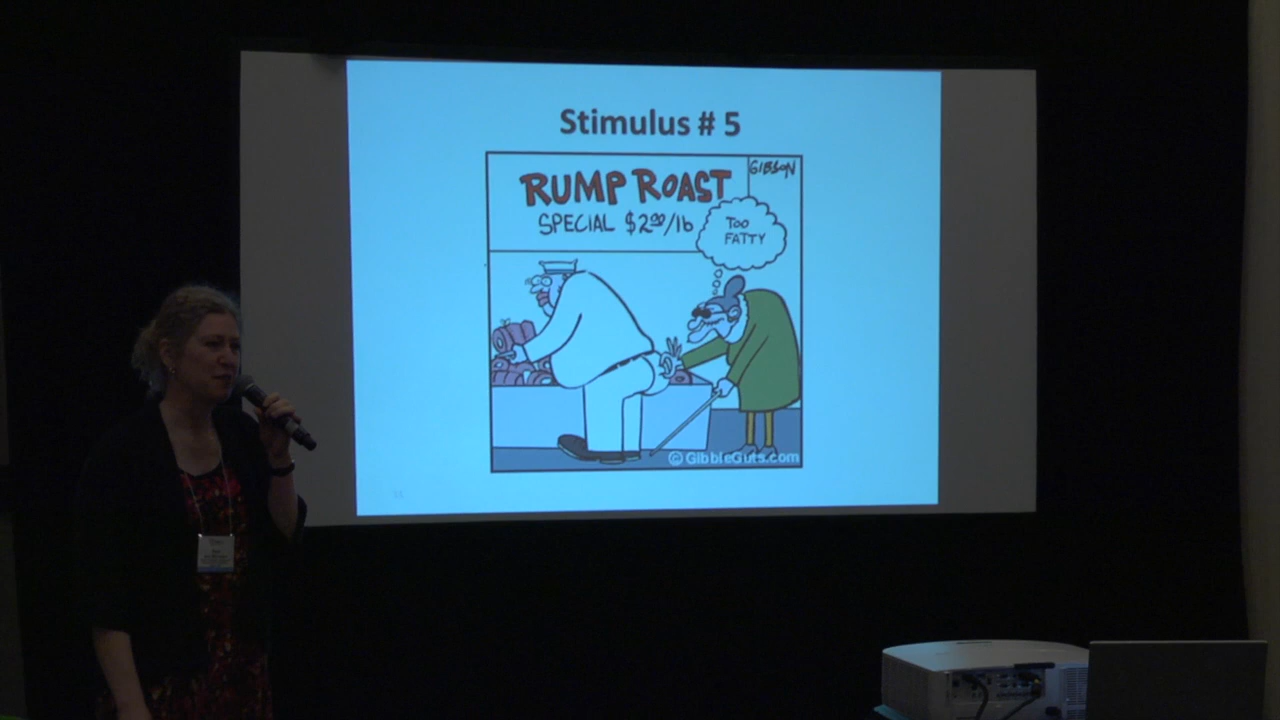 Stimulus # 5
GIBSON
RUMP ROAST
SPECIAL $2.00/lb
TOO
FATTY
© GibbleGuts.com